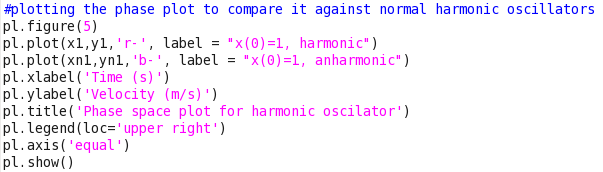 #plotting the phase plot to compare it against normal harmonic oscillators
pl.figure(5)
pl.plot(x1,y1,'r-', label = "x(0)=1, harmonic")
pl.plot(xn1,yn1,'b-', label = "x(0)=1, anharmonic")
pl.xlabel('Time (s)')
pl.ylabel('Velocity (m/s)')
pl.title('Phase space plot for harmonic oscilator')
pl.legend(loc='upper right')
pl.axis('equal')
pl.show()